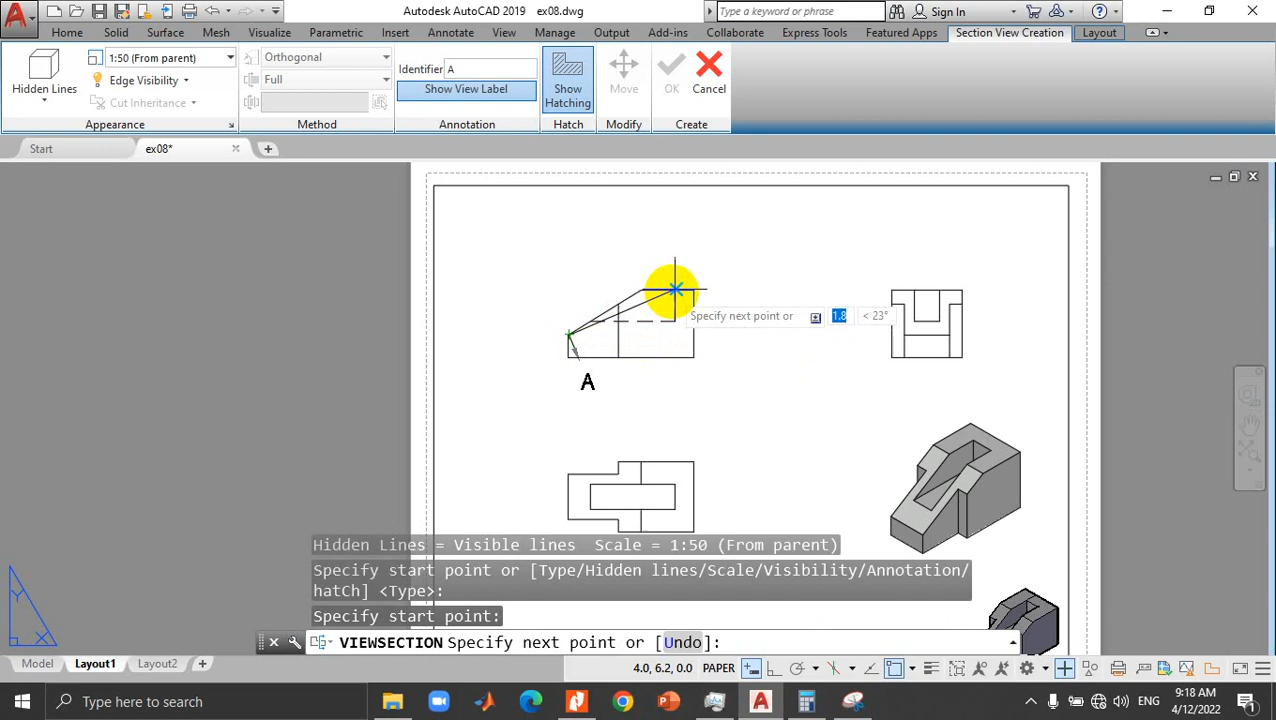 Autodesk AutoCAD 2019 ex08.dwg
Type a keyword or phrase
Sign In
Home Solid Surface Mesh Visualize Parametric Insert Annotate View Manage Output Add-ins Collaborate Express Tools Featured Apps Section View Creation Layout
Hidden Lines
1:50 (From parent)
Edge Visibility
Cut Inheritance
Appearance
Orthogonal
Full
Method
Identifier A
Show View Label
Annotation
Show Hatching
Hatch
Move
Modify
OK
Cancel
Create
Start
ex08*
Specify next point or
1.8
< 23°
A
Hidden Lines = Visible lines Scale = 1:50 (From parent)
Specify start point or [Type/Hidden lines/Scale/Visibility/Annotation/
hatCh] <Type>:
Specify start point:
VIEWSECTION Specify next point or [Undo]:
Y
X
Model Layout1 Layout2
4.0, 6.2, 0.0 PAPER
Type here to search
ENG
9:18 AM
4/12/2022
1